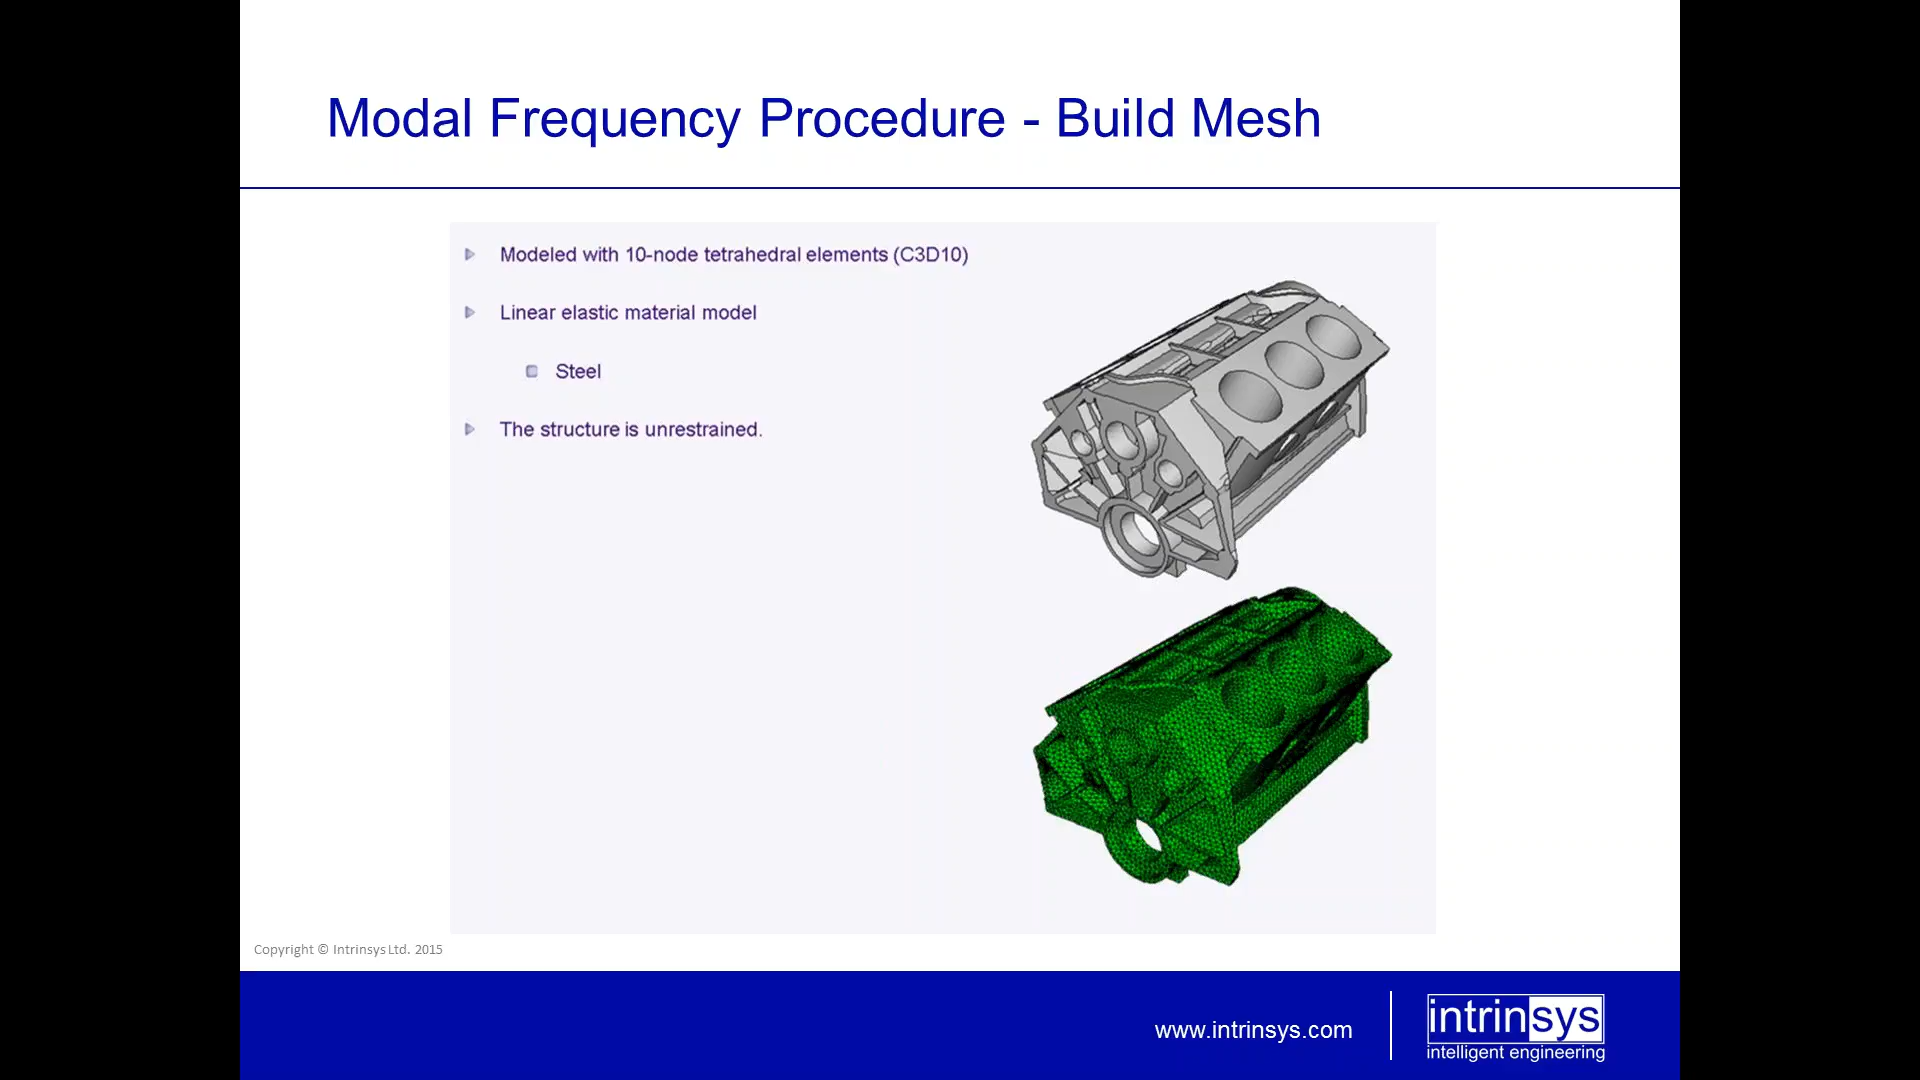 Modal Frequency Procedure - Build Mesh
Modeled with 10-node tetrahedral elements (C3D10)
Linear elastic material model
Steel
The structure is unrestrained.
Copyright © Intrinsys Ltd. 2015
www.intrinsys.com
intrinsys
intelligent engineering